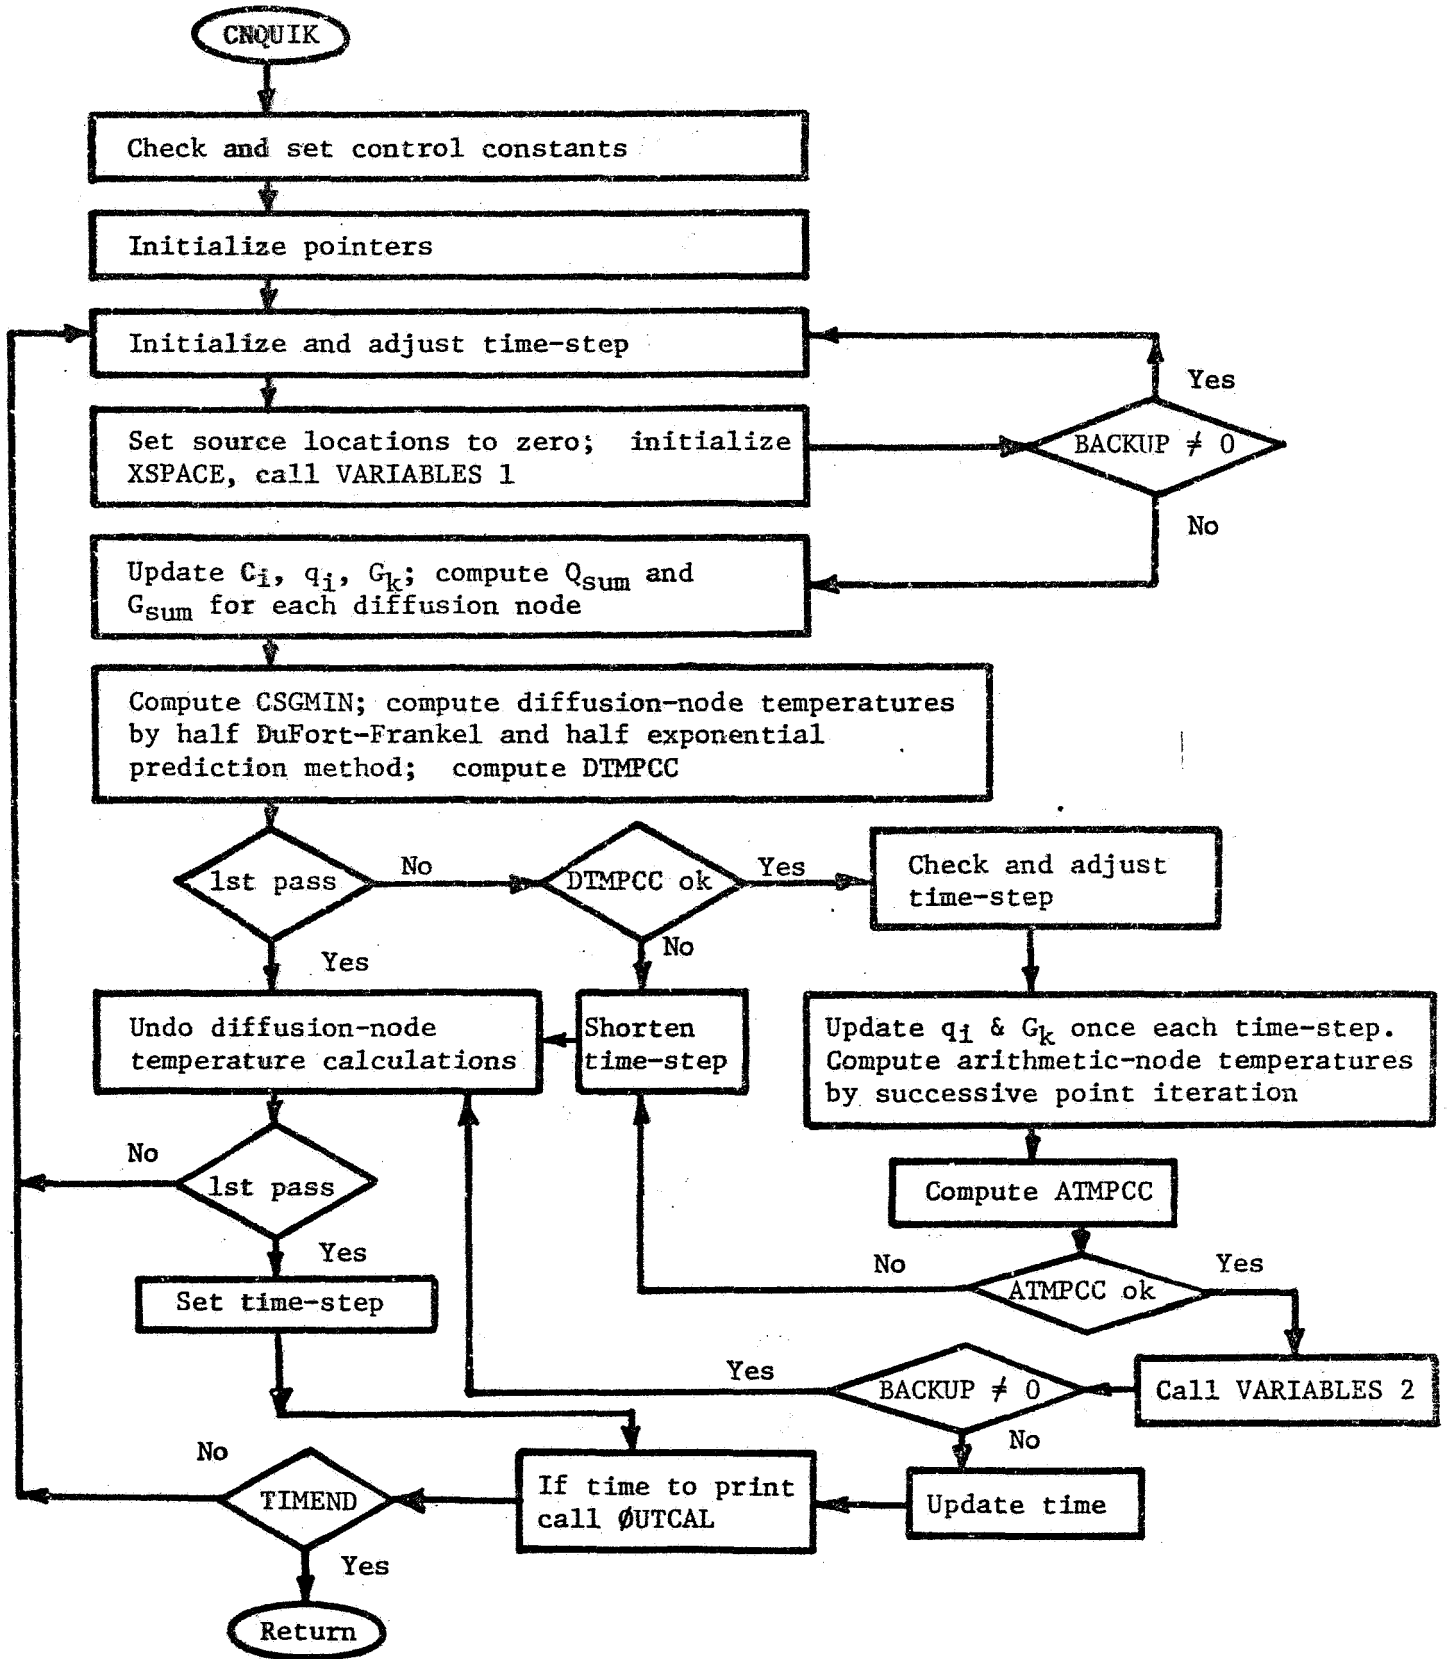 CNQUIK
Check and set control constants
Initialize pointers
Initialize and adjust time-step
Yes
Set source locations to zero; initialize
XSPACE, call VARIABLES 1
BACKUP ≠ 0
No
Update Ci, qi, Gk; compute Qsum and
Gsum for each diffusion node
Compute CSGMIN; compute diffusion-node temperatures
by half DuFort-Frankel and half exponential
prediction method; compute DTMPCC
1st pass
No
DTMPCC ok
Yes
Check and adjust
time-step
Yes
No
Undo diffusion-node
temperature calculations
Shorten
time-step
Update qi & Gk once each time-step.
Compute arithmetic-node temperatures
by successive point iteration
No
1st pass
Compute ATMPCC
Yes
No
ATMPCC ok
Yes
Set time-step
Yes
BACKUP ≠ 0
Call VARIABLES 2
No
No
TIMEND
If time to print
call ØUTCAL
Update time
Yes
Return